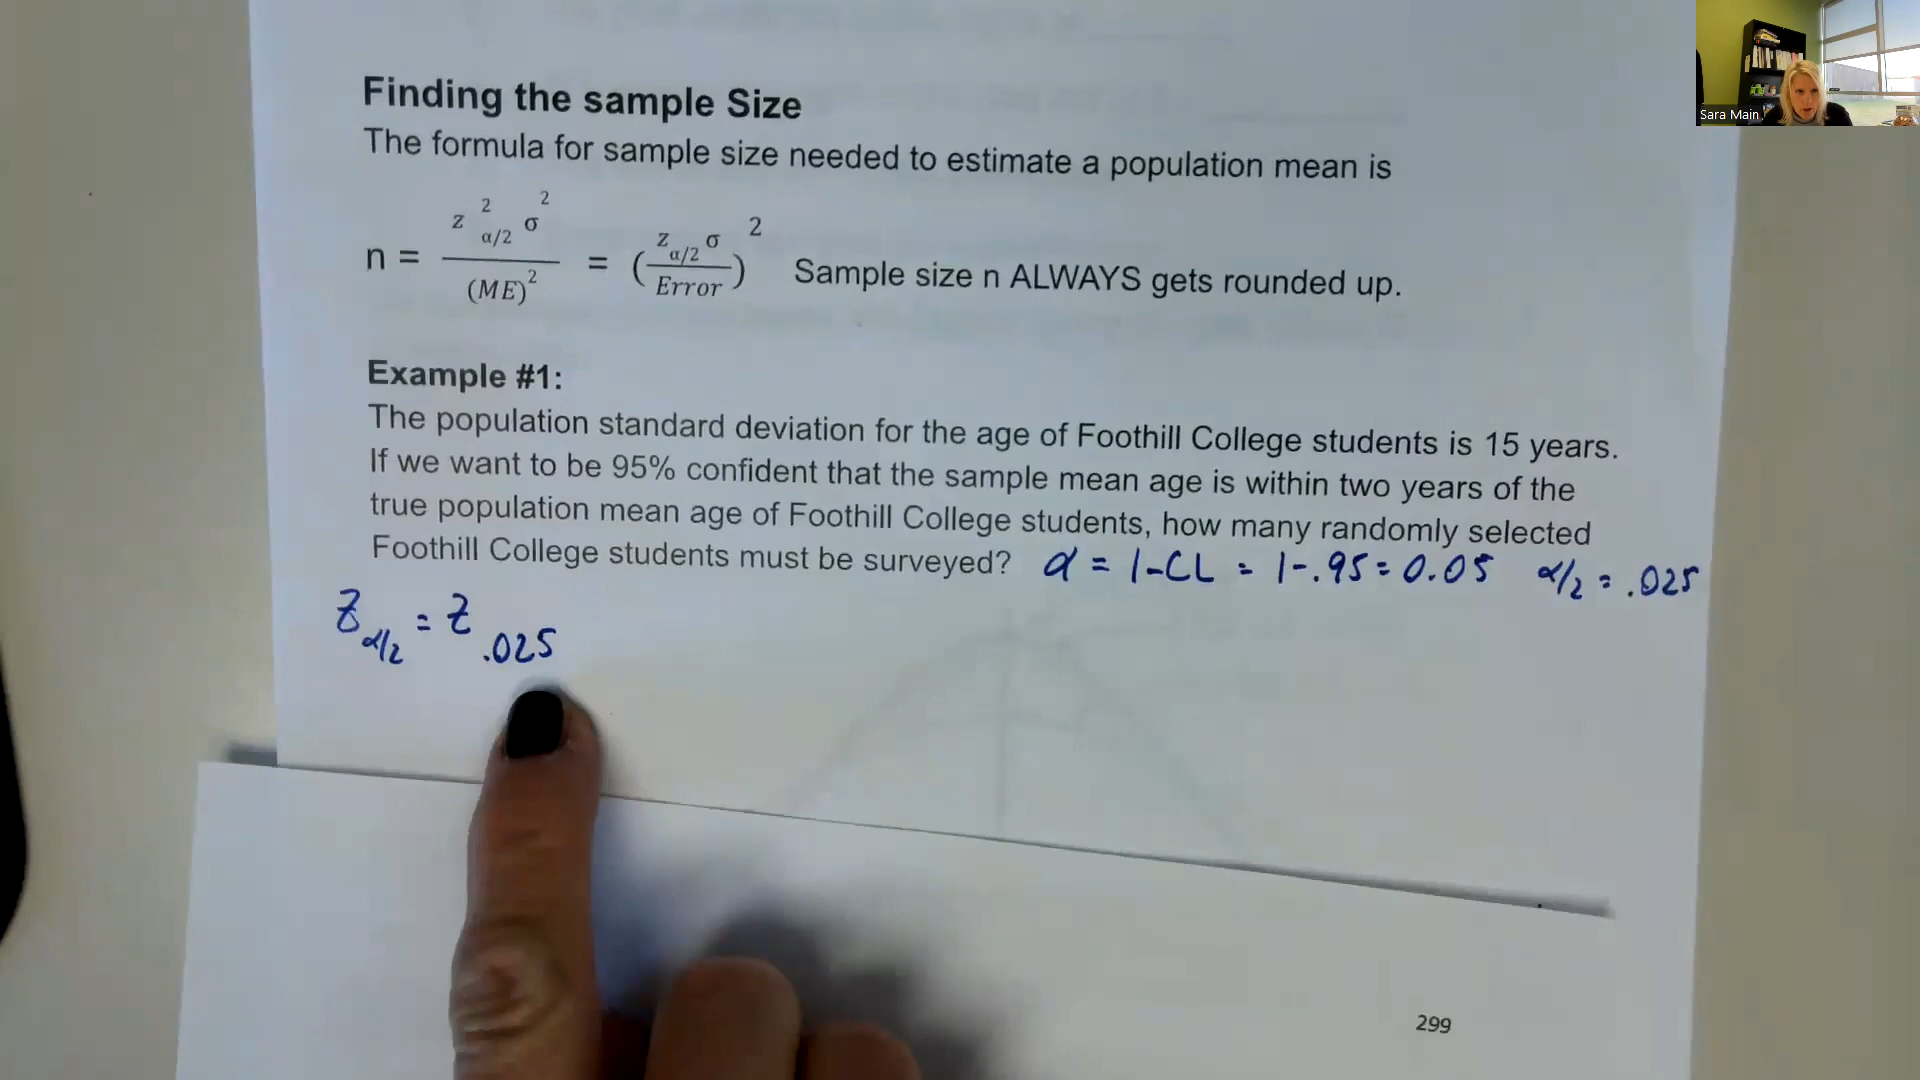 Sara Main
Finding the sample Size
The formula for sample size needed to estimate a population mean is
n = z²_{α/2} σ² / (ME)² = (z_{α/2} σ / Error)² Sample size n ALWAYS gets rounded up.
Example #1:
The population standard deviation for the age of Foothill College students is 15 years.
If we want to be 95% confident that the sample mean age is within two years of the
true population mean age of Foothill College students, how many randomly selected
Foothill College students must be surveyed? α = 1-CL = 1-.95 = 0.05 α/2 = .025
Z_{α/2} = Z_{.025}
299